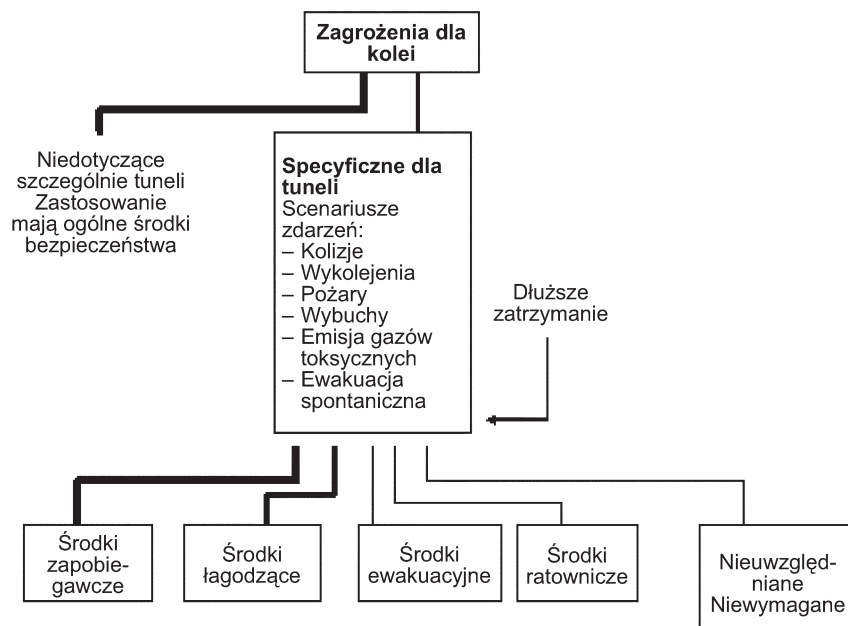 Zagrożenia dla
kolei
Niedotyczące
szczególnie tuneli
Zastosowanie
mają ogólne środki
bezpieczeństwa
Specyficzne dla
tuneli
Scenariusze
zdarzeń:
– Kolizje
– Wykolejenia
– Pożary
– Wybuchy
– Emisja gazów
toksycznych
– Ewakuacja
spontaniczna
Dłuższe
zatrzymanie
Środki
zapobie-
gawcze
Środki
łagodzące
Środki
ewakuacyjne
Środki
ratownicze
Nieuwzględ-
niane
Niewymagane